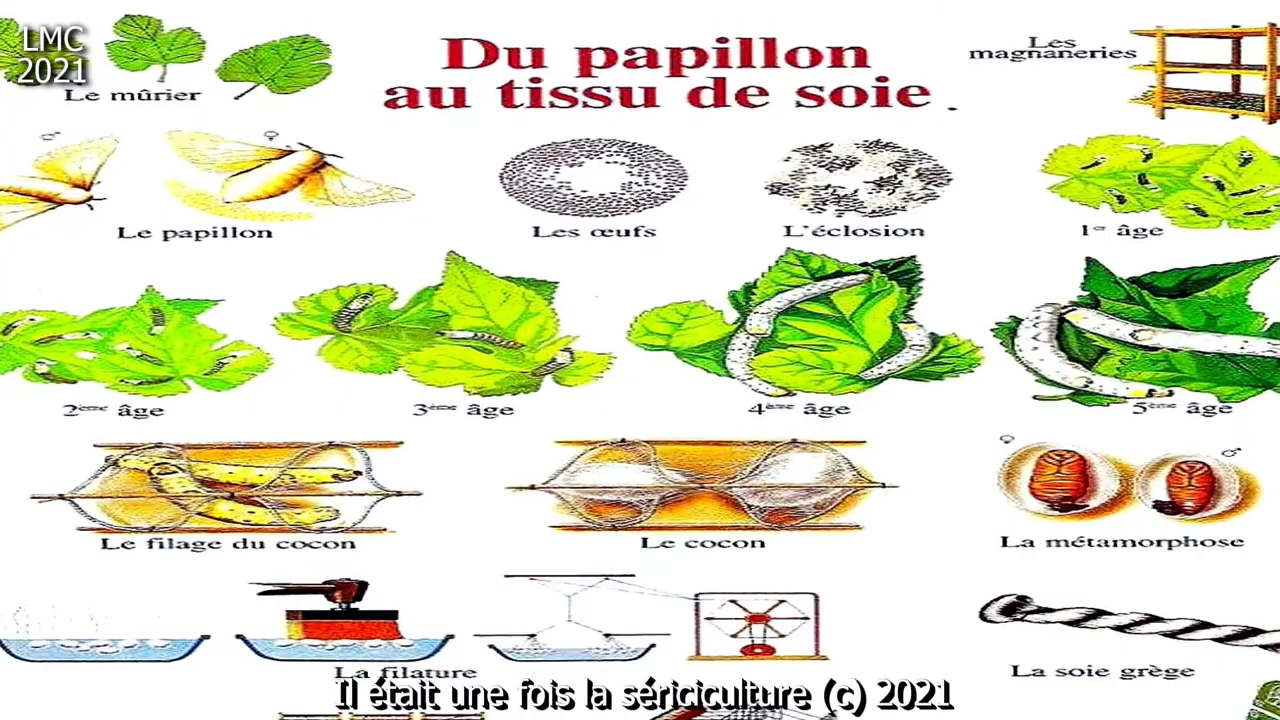 LMC
2021
Le mûrier
Du papillon
au tissu de soie.
Les
magnaneries
♂
♀
Le papillon
Les œufs
L'éclosion
1er âge
2ème âge
3ème âge
4ème âge
5ème âge
♀
♂
Le filage du cocon
Le cocon
La métamorphose
La filature
La soie grège
Il était une fois la sériciculture (c) 2021